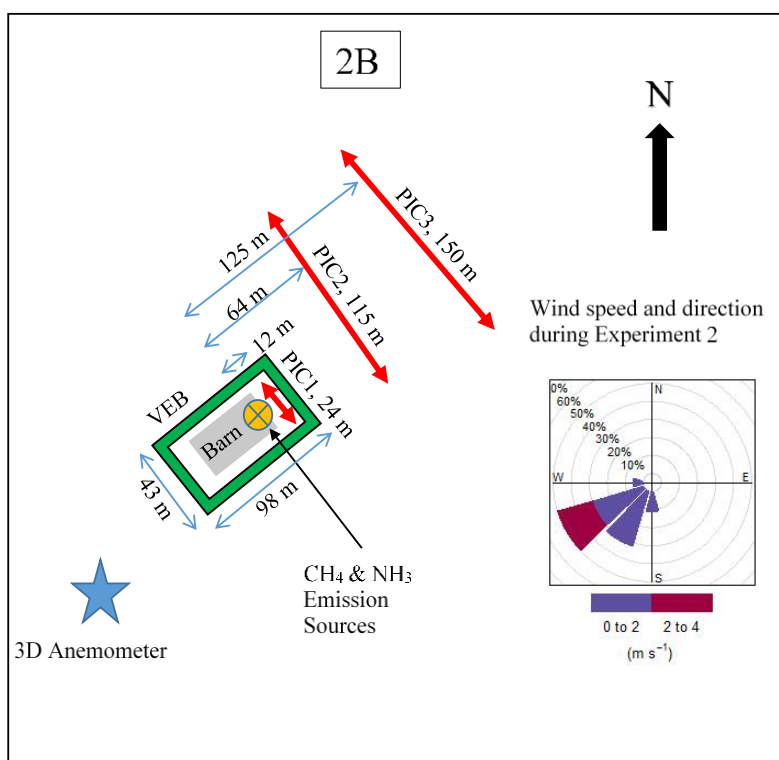 2B
N
125 m
PIC3, 150 m
PIC2, 115 m
64 m
12 m
PIC1, 24 m
VEB
Barn
43 m
98 m
CH₄ & NH₃
Emission
Sources
3D Anemometer
Wind speed and direction
during Experiment 2
0%
60%
50%
40%
30%
20%
10%
N
W
E
S
0 to 2
2 to 4
(m s⁻¹)